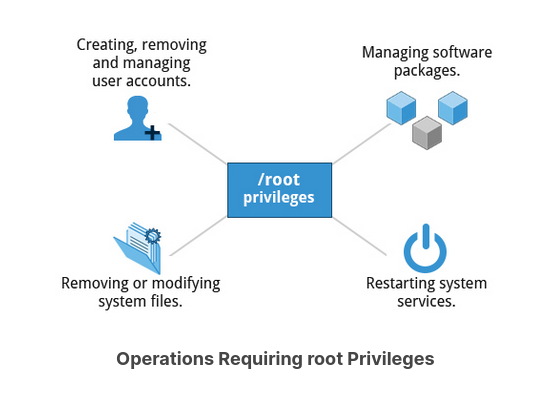 Creating, removing
and managing
user accounts.
Managing software
packages.
/root
privileges
Removing or modifying
system files.
Restarting system
services.
Operations Requiring root Privileges